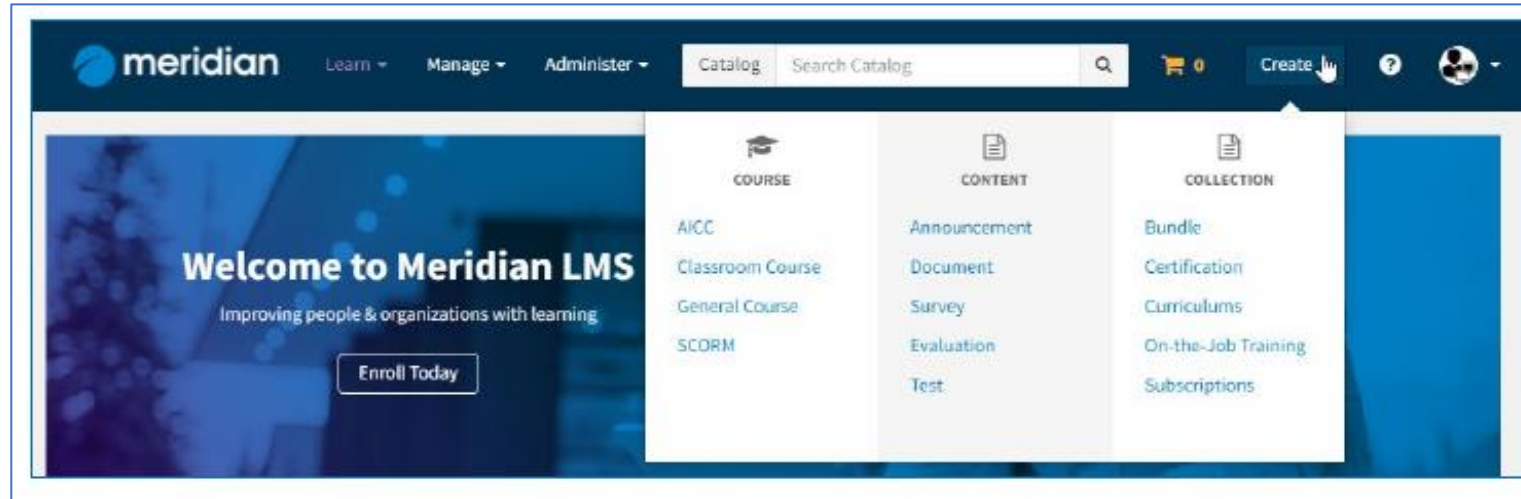 meridian Learn Manage Administer Catalog Search Catalog 0 Create ?
Welcome to Meridian LMS
Improving people & organizations with learning
Enroll Today
COURSE
AICC
Classroom Course
General Course
SCORM
CONTENT
Announcement
Document
Survey
Evaluation
Test
COLLECTION
Bundle
Certification
Curriculums
On-the-Job Training
Subscriptions